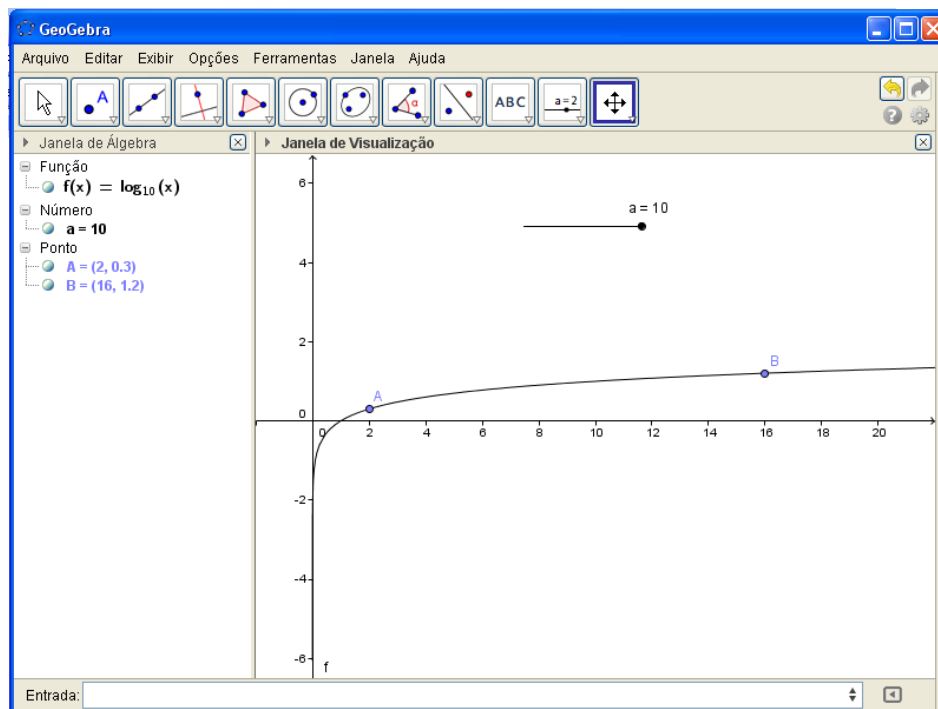 GeoGebra
Arquivo Editar Exibir Opções Ferramentas Janela Ajuda
A α ABC a=2
Janela de Álgebra
Função
f(x) = log₁₀(x)
Número
a = 10
Ponto
A = (2, 0.3)
B = (16, 1.2)
Janela de Visualização
a = 10
6
4
2
0
-2
-4
-6
0 2 4 6 8 10 12 14 16 18 20
A
B
f
Entrada: